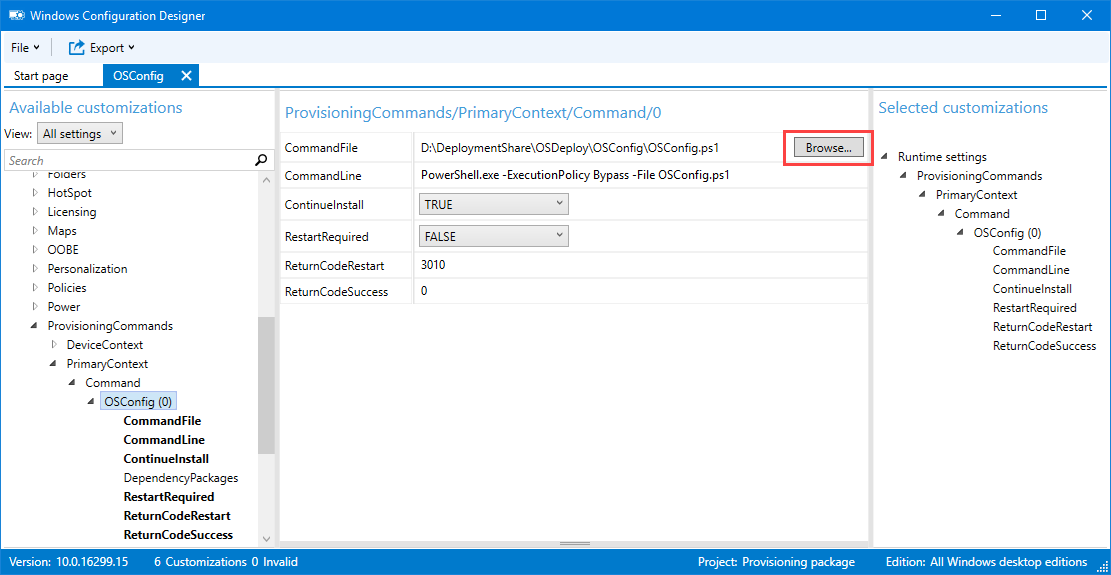 Windows Configuration Designer
File Export
Start page OSConfig
Available customizations
View: All settings
Search
Folders
HotSpot
Licensing
Maps
OOBE
Personalization
Policies
Power
ProvisioningCommands
DeviceContext
PrimaryContext
Command
OSConfig (0)
CommandFile
CommandLine
ContinueInstall
DependencyPackages
RestartRequired
ReturnCodeRestart
ReturnCodeSuccess
ProvisioningCommands/PrimaryContext/Command/0
CommandFile D:\DeploymentShare\OSDeploy\OSConfig\OSConfig.ps1 Browse...
CommandLine PowerShell.exe -ExecutionPolicy Bypass -File OSConfig.ps1
ContinueInstall TRUE
RestartRequired FALSE
ReturnCodeRestart 3010
ReturnCodeSuccess 0
Selected customizations
Runtime settings
ProvisioningCommands
PrimaryContext
Command
OSConfig (0)
CommandFile
CommandLine
ContinueInstall
RestartRequired
ReturnCodeRestart
ReturnCodeSuccess
Version: 10.0.16299.15 6 Customizations 0 Invalid Project: Provisioning package Edition: All Windows desktop editions